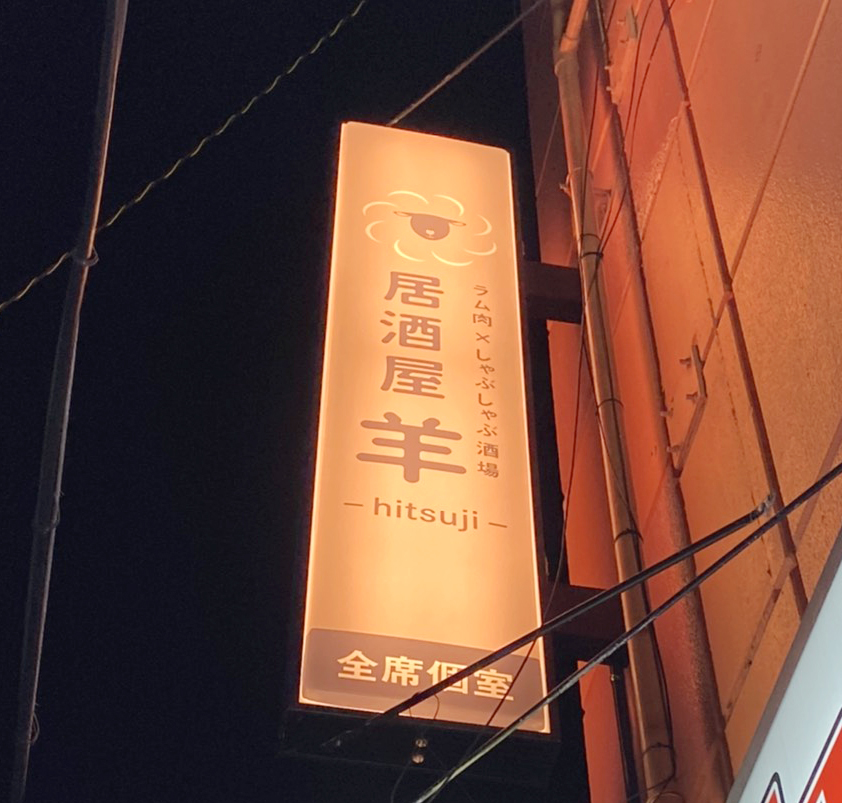 ラム肉×しゃぶしゃぶ酒場
居酒屋
羊
－hitsuji－
全席個室